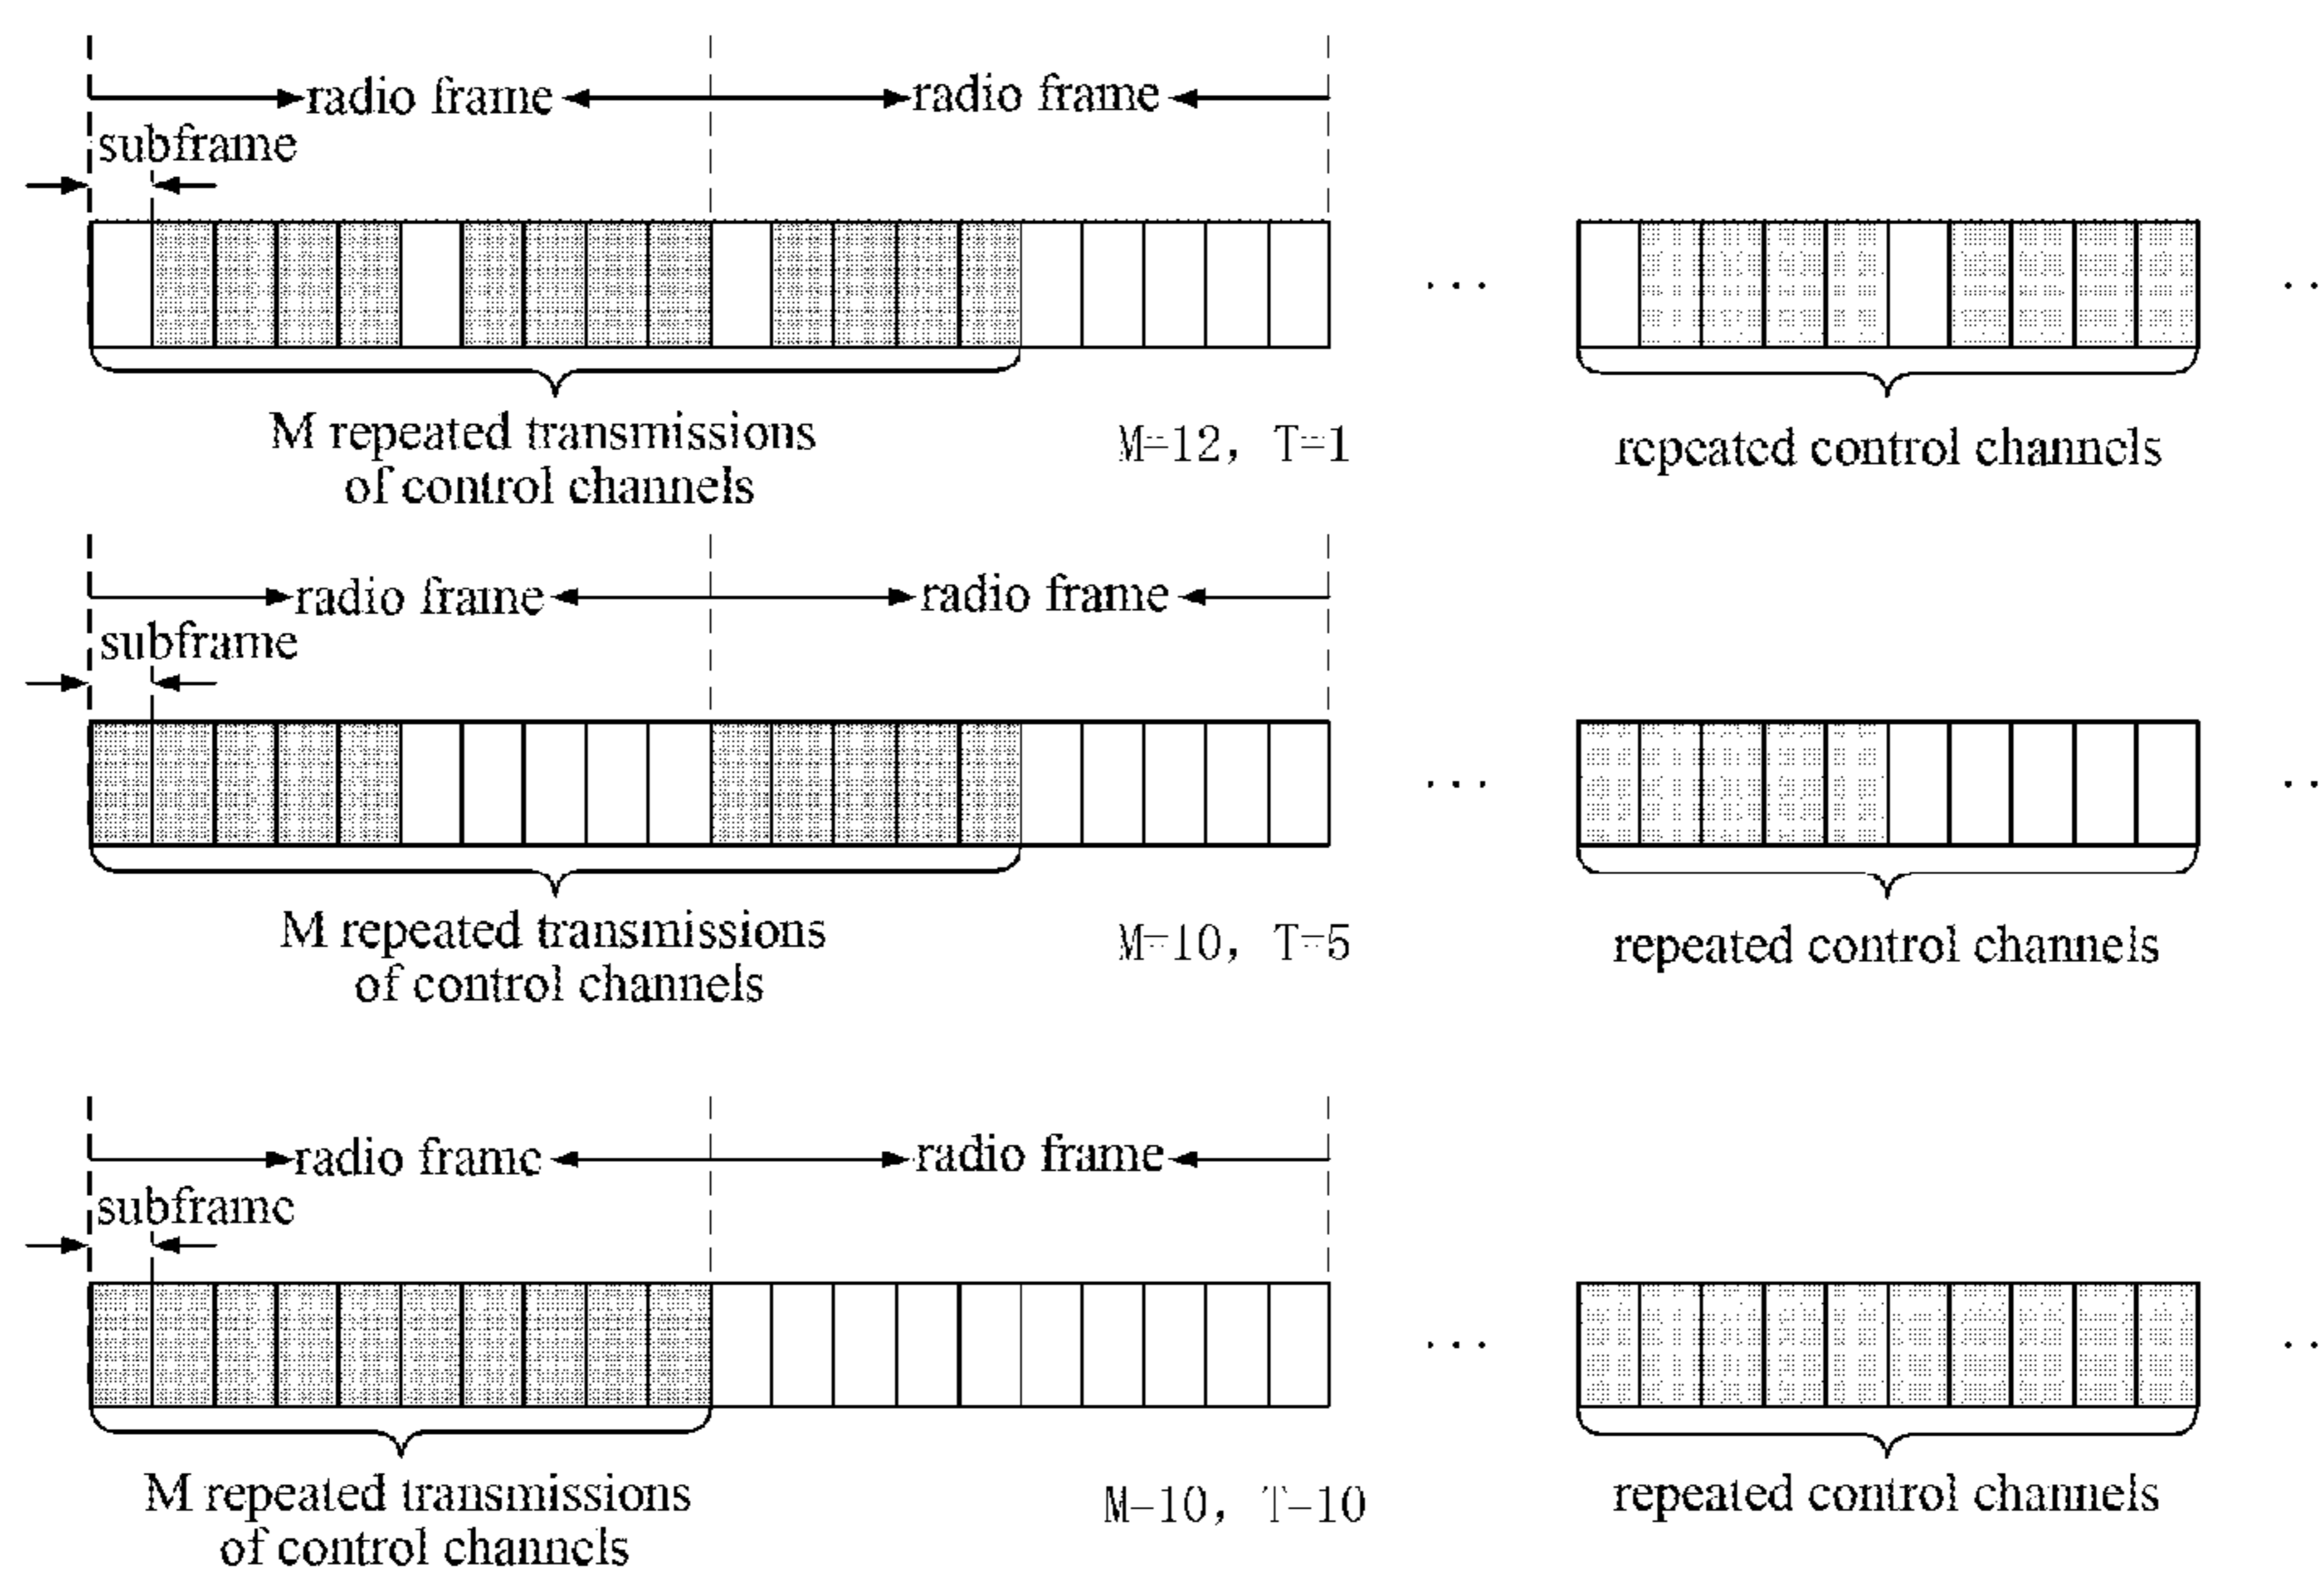 radio frame radio frame
subframe
... ..
M repeated transmissions
of control channels
M=12, T=1
repeated control channels
radio frame radio frame
subframe
... ..
M repeated transmissions
of control channels
M=10, T=5
repeated control channels
radio frame radio frame
subframe
... ..
M repeated transmissions
of control channels
M=10, T=10
repeated control channels